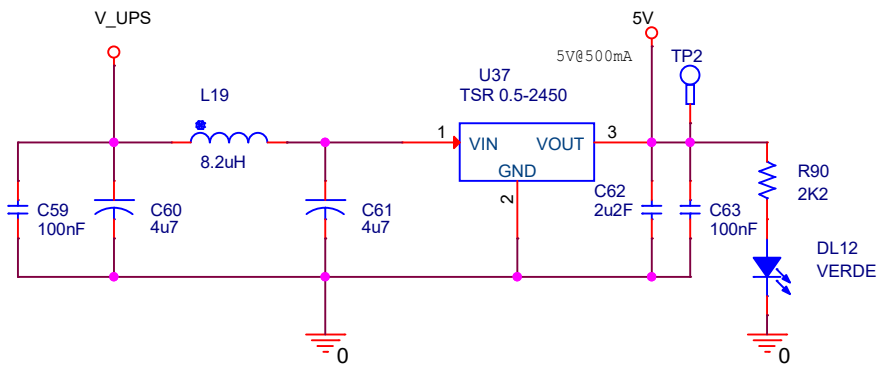 V_UPS
5V
5V@500mA
TP2
U37
TSR 0.5-2450
L19
8.2uH
1
VIN
VOUT
3
GND
2
C59
100nF
C60
4u7
C61
4u7
C62
2u2F
C63
100nF
R90
2K2
DL12
VERDE
0
0